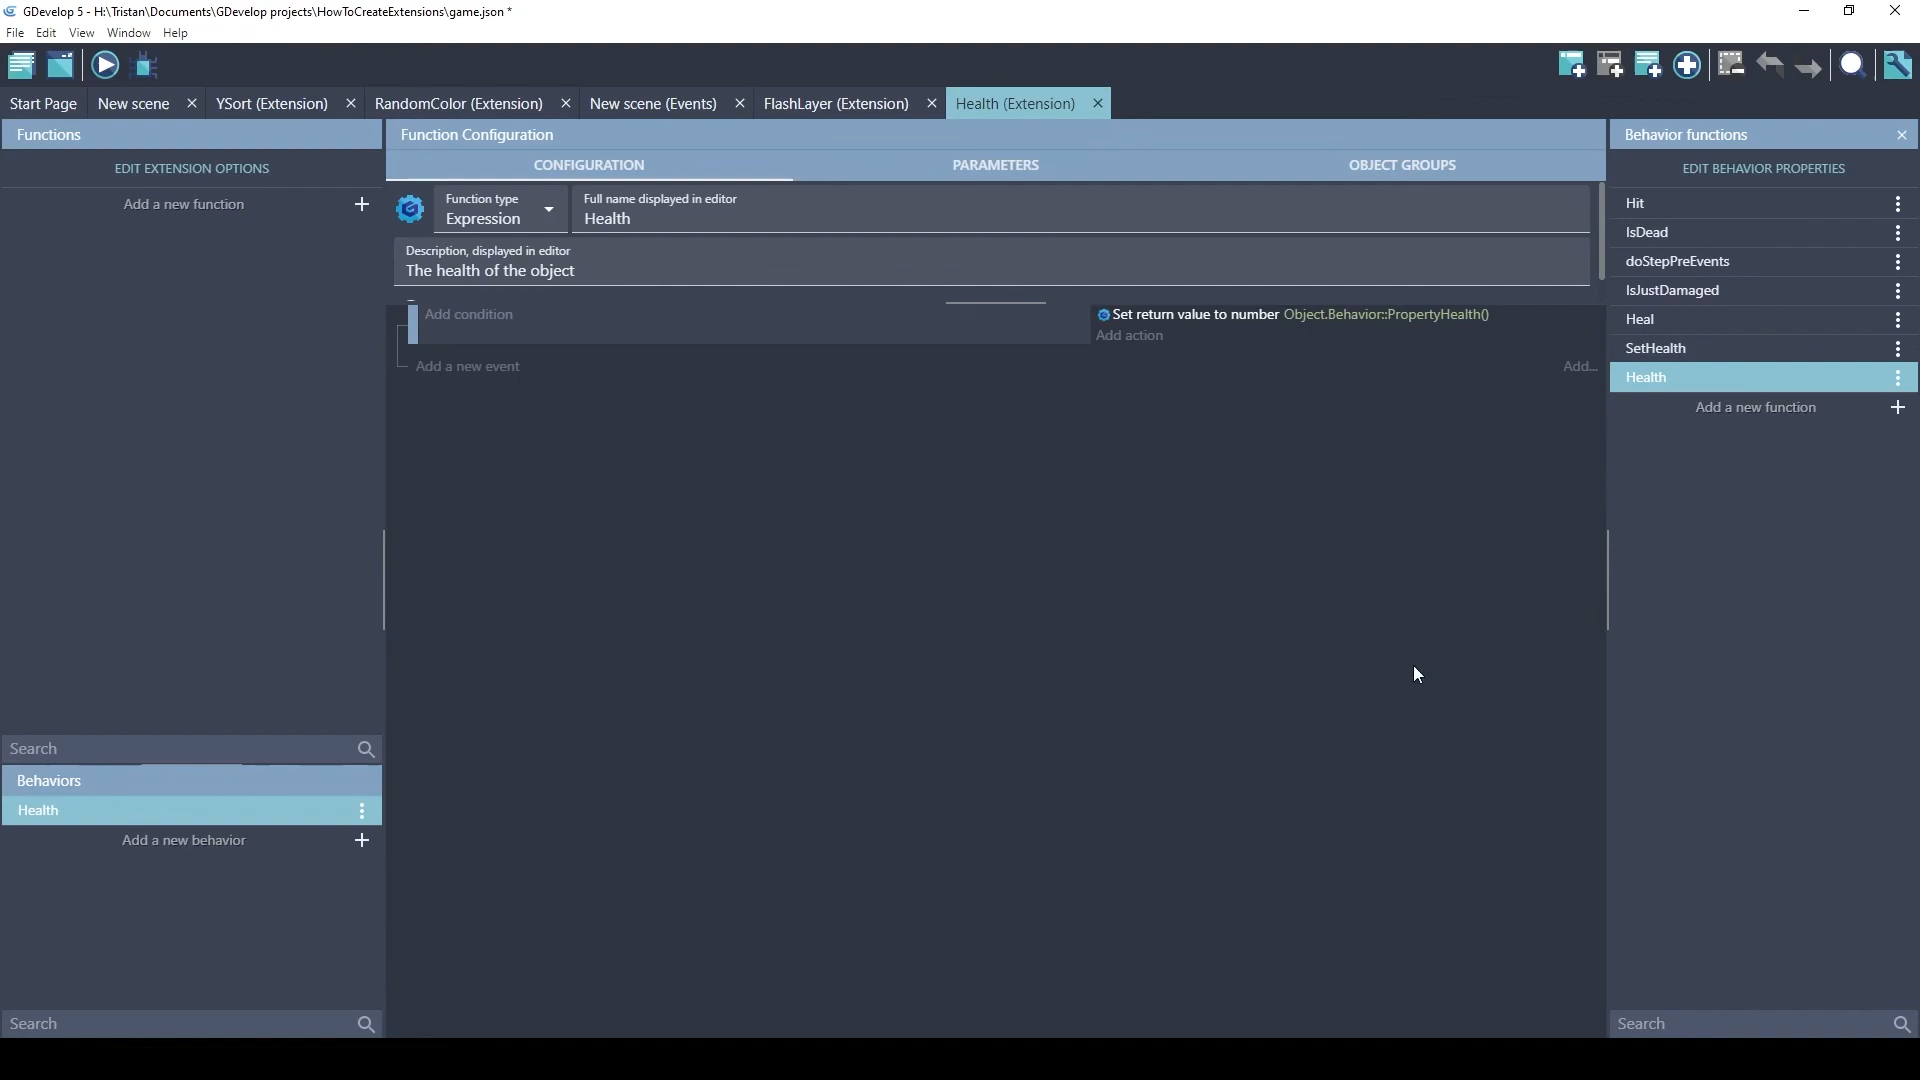 GDevelop 5 - H:\Tristan\Documents\GDevelop projects\HowToCreateExtensions\game.json *
File Edit View Window Help
Start Page New scene YSort (Extension) RandomColor (Extension) New scene (Events) FlashLayer (Extension) Health (Extension)
Functions
EDIT EXTENSION OPTIONS
Add a new function
Search
Behaviors
Health
Add a new behavior
Search
Function Configuration
CONFIGURATION PARAMETERS OBJECT GROUPS
Function type
Expression
Full name displayed in editor
Health
Description, displayed in editor
The health of the object
Add condition
Set return value to number Object.Behavior::PropertyHealth()
Add action
Add a new event
Add...
Behavior functions
EDIT BEHAVIOR PROPERTIES
Hit
IsDead
doStepPreEvents
IsJustDamaged
Heal
SetHealth
Health
Add a new function
Search